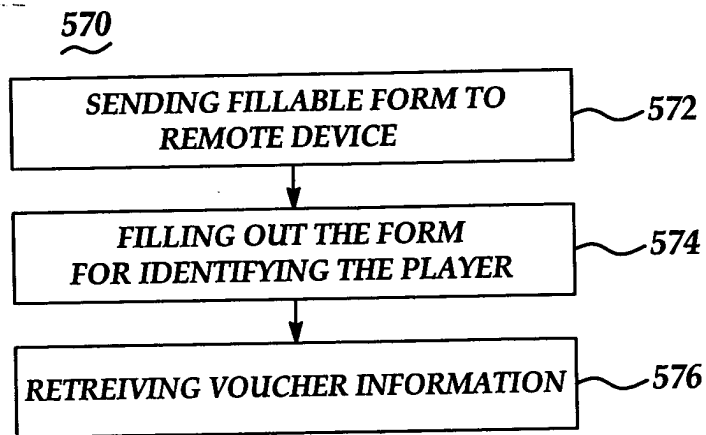 570
SENDING FILLABLE FORM TO
REMOTE DEVICE
572
FILLING OUT THE FORM
FOR IDENTIFYING THE PLAYER
574
RETREIVING VOUCHER INFORMATION
576